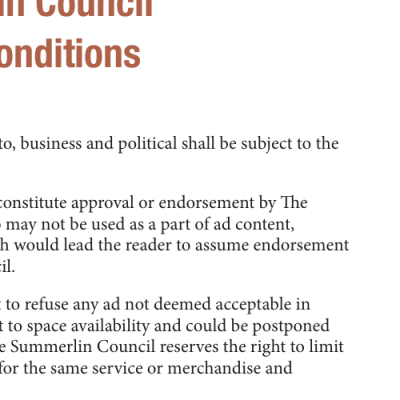 Council
onditions
to, business and political shall be subject to the
constitute approval or endorsement by The
may not be used as a part of ad content,
would lead the reader to assume endorsement
to refuse any ad not deemed acceptable in
to space availability and could be postponed
Summerlin Council reserves the right to limit
for the same service or merchandise and